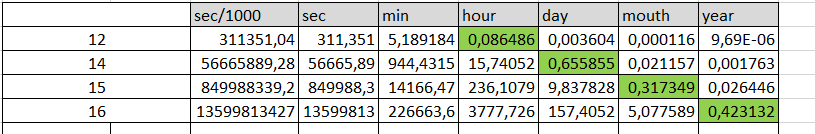 sec/1000 sec min hour day mouth year
12 311351,04 311,351 5,189184 0,086486 0,003604 0,000116 9,69E-06
14 56665889,28 56665,89 944,4315 15,74052 0,655855 0,021157 0,001763
15 849988339,2 849988,3 14166,47 236,1079 9,837828 0,317349 0,026446
16 13599813427 13599813 226663,6 3777,726 157,4052 5,077589 0,423132